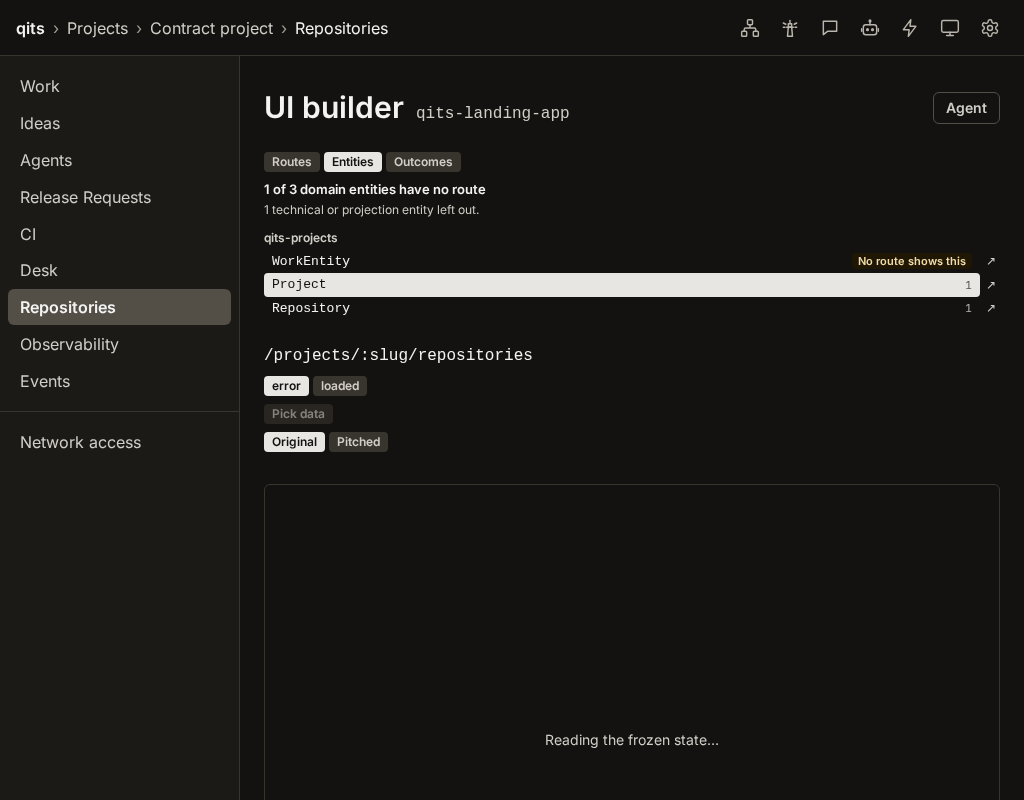 qits › Projects › Contract project › Repositories
Work
Ideas
Agents
Release Requests
CI
Desk
Repositories
Observability
Events
Network access
UI builder qits-landing-app
Agent
Routes Entities Outcomes
1 of 3 domain entities have no route
1 technical or projection entity left out.
qits-projects
WorkEntity No route shows this ↗
Project 1 ↗
Repository 1 ↗
/projects/:slug/repositories
error loaded
Pick data
Original Pitched
Reading the frozen state...